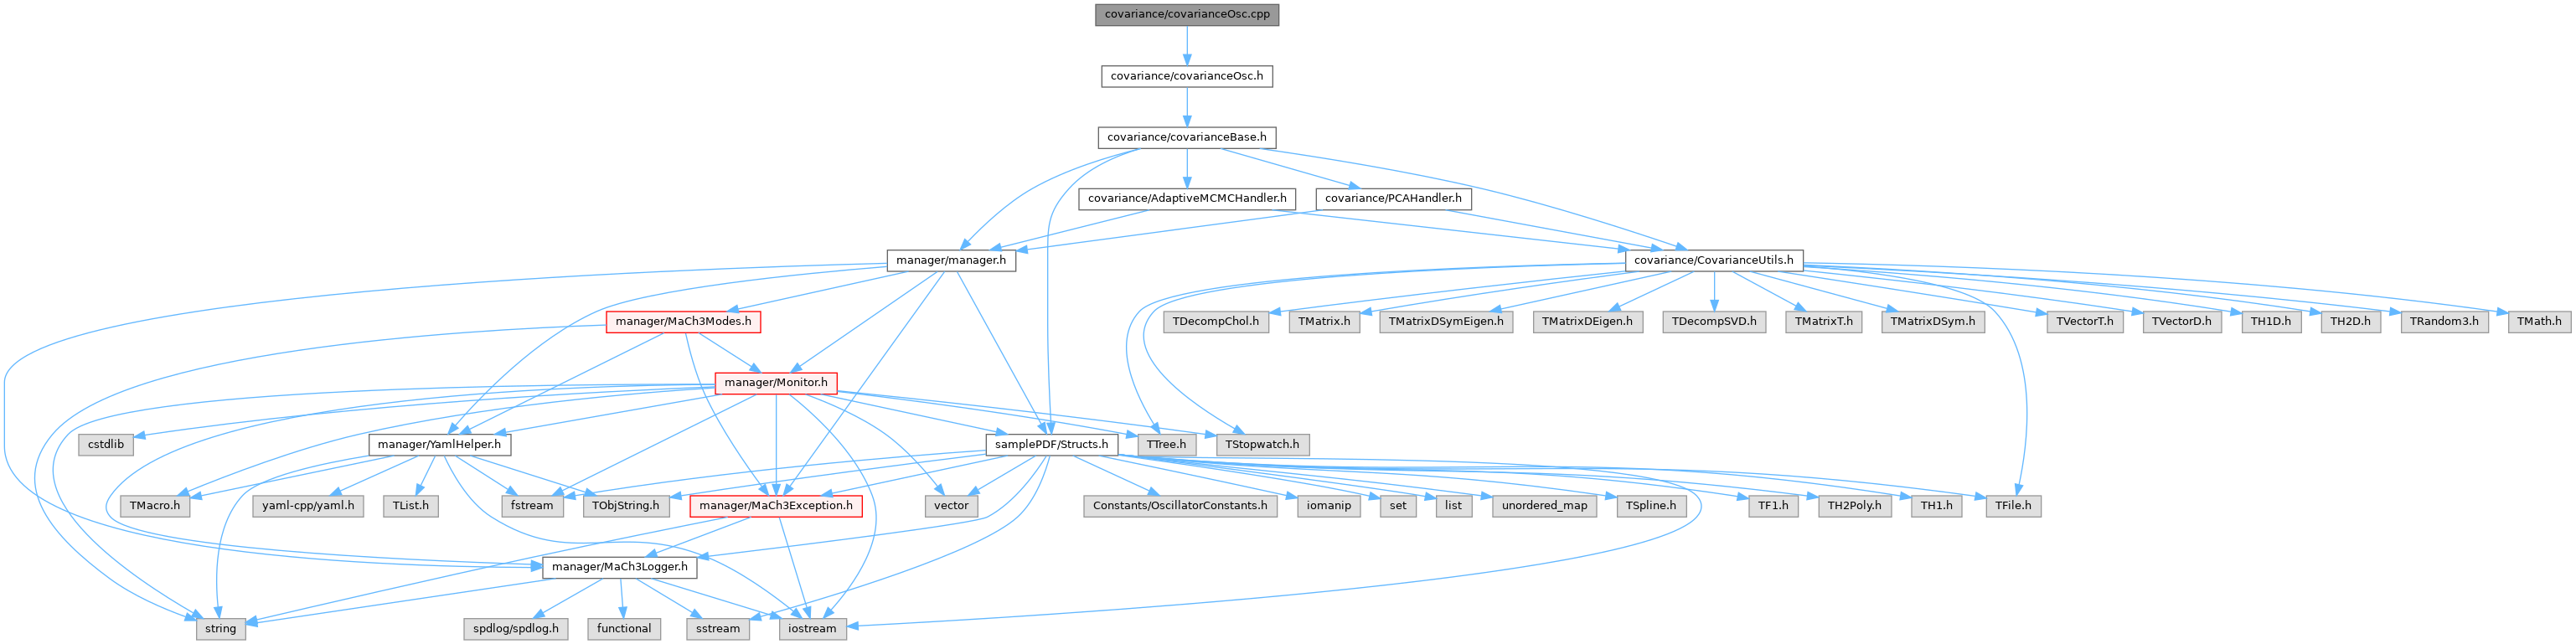 covariance/covarianceOsc.cpp
covariance/covarianceOsc.h
covariance/covarianceBase.h
covariance/AdaptiveMCMCHandler.h
covariance/PCAHandler.h
manager/manager.h
covariance/CovarianceUtils.h
manager/MaCh3Modes.h
TDecompChol.h
TMatrix.h
TMatrixDSymEigen.h
TMatrixDEigen.h
TDecompSVD.h
TMatrixT.h
TMatrixDSym.h
TVectorT.h
TVectorD.h
TH1D.h
TH2D.h
TRandom3.h
TMath.h
manager/Monitor.h
cstdlib
manager/YamlHelper.h
samplePDF/Structs.h
TTree.h
TStopwatch.h
TMacro.h
yaml-cpp/yaml.h
TList.h
fstream
TObjString.h
manager/MaCh3Exception.h
vector
Constants/OscillatorConstants.h
iomanip
set
list
unordered_map
TSpline.h
TF1.h
TH2Poly.h
TH1.h
TFile.h
manager/MaCh3Logger.h
string
spdlog/spdlog.h
functional
sstream
iostream